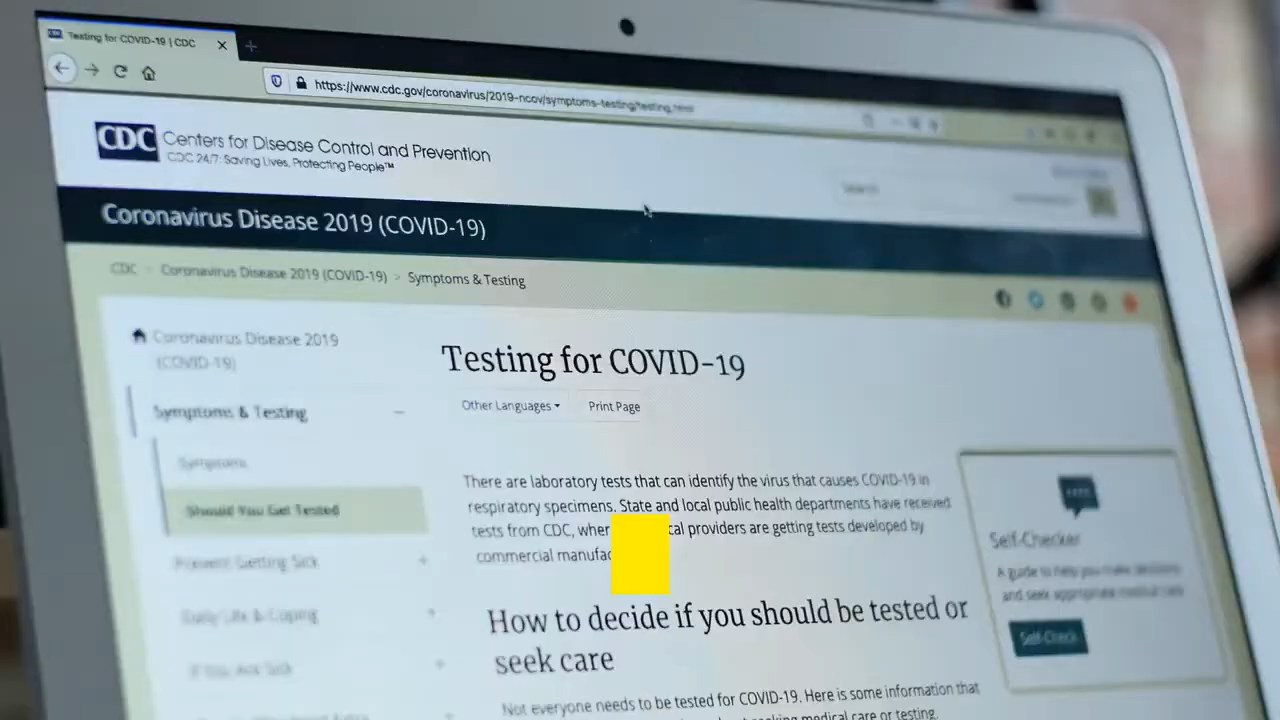 Testing for COVID-19 | CDC
https://www.cdc.gov/coronavirus/2019-ncov/symptoms-testing/testing.html
CDC Centers for Disease Control and Prevention
CDC 24/7: Saving Lives, Protecting People™
Search
Coronavirus Disease 2019 (COVID-19)
CDC > Coronavirus Disease 2019 (COVID-19) > Symptoms & Testing
Coronavirus Disease 2019
(COVID-19)
Symptoms & Testing
Symptoms
Should You Get Tested
Prevent Getting Sick
Daily Life & Coping
If You Are Sick
Testing for COVID-19
Other Languages
Print Page
There are laboratory tests that can identify the virus that causes COVID-19 in
respiratory specimens. State and local public health departments have received
tests from CDC, providers are getting tests developed by
commercial
How to decide if you should be tested or
seek care
Not everyone needs to be tested for COVID-19. Here is some information that
seeking medical care or testing.
Self-Checker
A guide to help you make decisions
and seek appropriate medical care
Self-Check